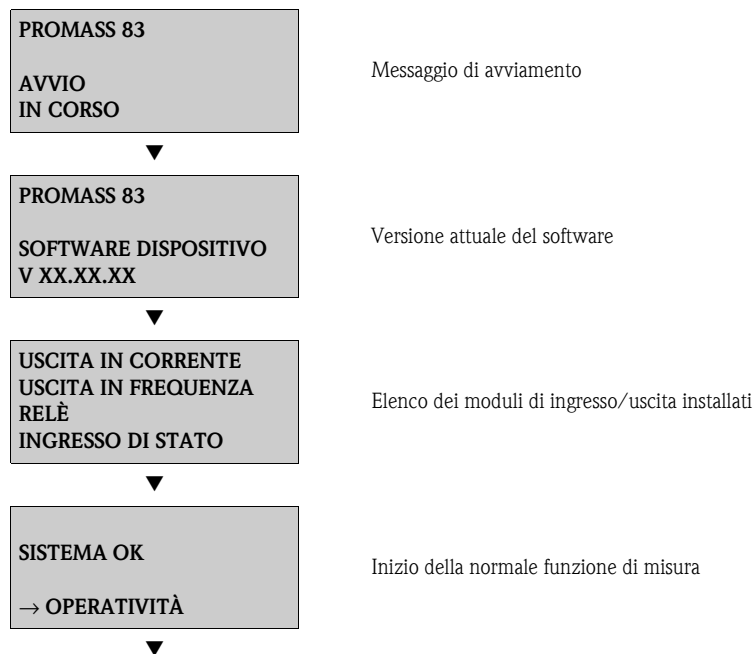 PROMASS 83
AVVIO
IN CORSO
Messaggio di avviamento
▼
PROMASS 83
SOFTWARE DISPOSITIVO
V XX.XX.XX
Versione attuale del software
▼
USCITA IN CORRENTE
USCITA IN FREQUENZA
RELÈ
INGRESSO DI STATO
Elenco dei moduli di ingresso/uscita installati
▼
SISTEMA OK
→ OPERATIVITÀ
Inizio della normale funzione di misura
▼